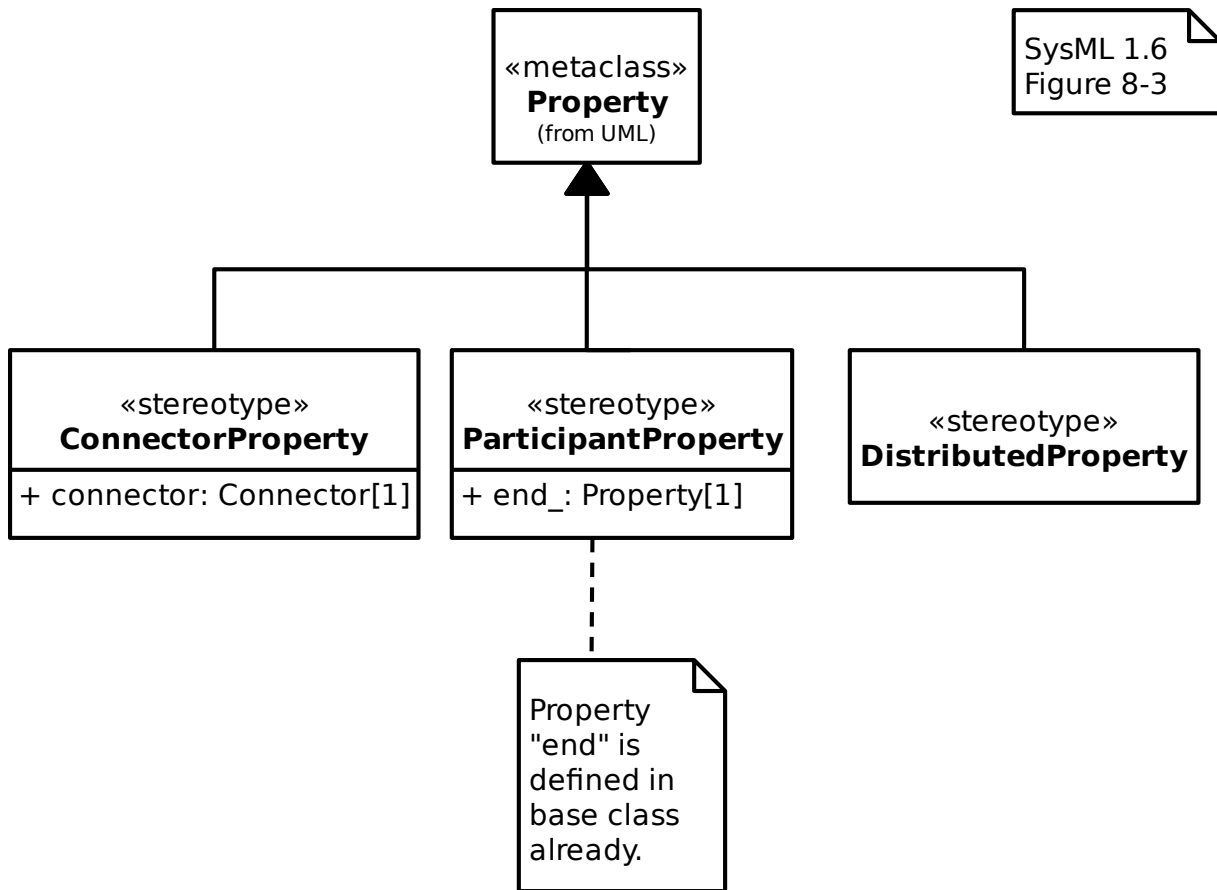 «metaclass»
Property
(from UML)
SysML 1.6
Figure 8-3
«stereotype»
ConnectorProperty
+ connector: Connector[1]
«stereotype»
ParticipantProperty
+ end_: Property[1]
«stereotype»
DistributedProperty
Property
"end" is
defined in
base class
already.